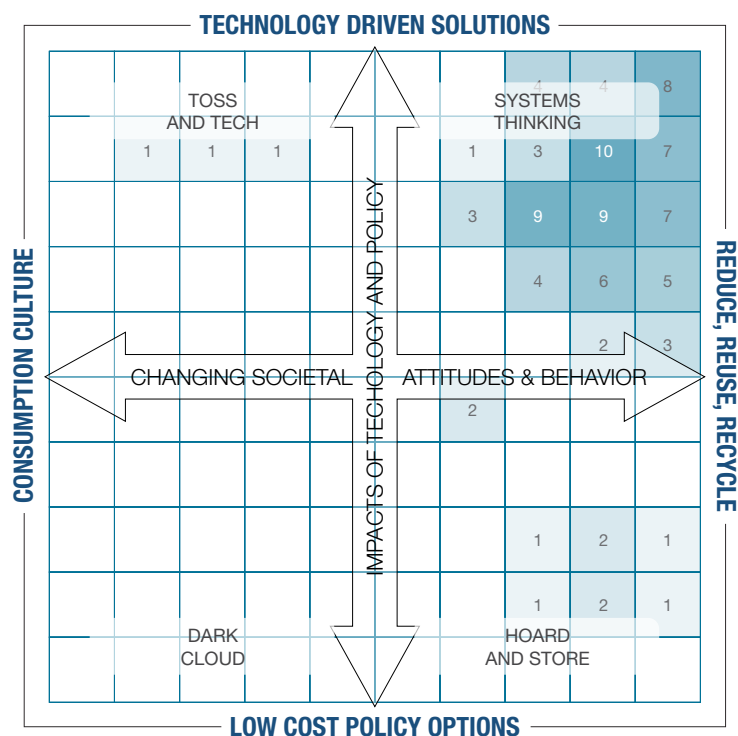 TECHNOLOGY DRIVEN SOLUTIONS
4 4 8
TOSS
AND TECH
SYSTEMS
THINKING
1 1 1 1 3 10 7
3 9 9 7
4 6 5
2 3
CONSUMPTION CULTURE
REDUCE, REUSE, RECYCLE
IMPACTS OF TECHOLOGY AND POLICY
CHANGING SOCIETAL ATTITUDES & BEHAVIOR
2
1 2 1
1 2 1
DARK
CLOUD
HOARD
AND STORE
LOW COST POLICY OPTIONS